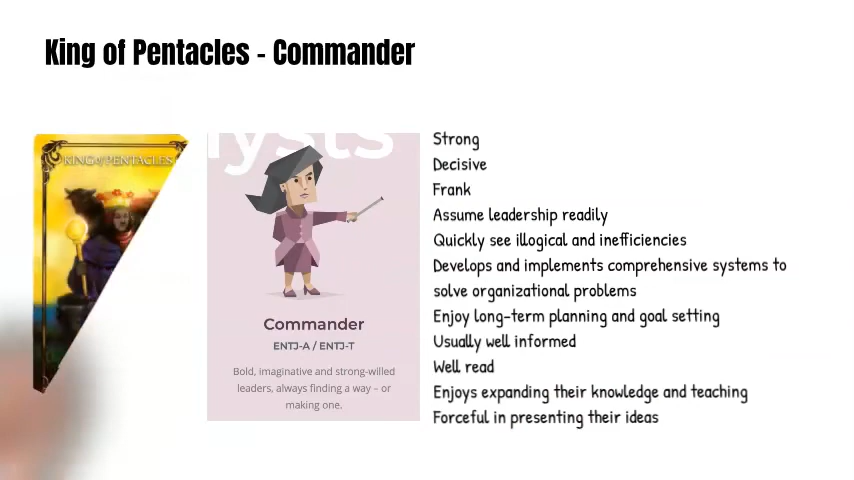 King of Pentacles - Commander
KING of PENTACLES
lysts
Commander
ENTJ-A / ENTJ-T
Bold, imaginative and strong-willed
leaders, always finding a way – or
making one.
Strong
Decisive
Frank
Assume leadership readily
Quickly see illogical and inefficiencies
Develops and implements comprehensive systems to
solve organizational problems
Enjoy long-term planning and goal setting
Usually well informed
Well read
Enjoys expanding their knowledge and teaching
Forceful in presenting their ideas